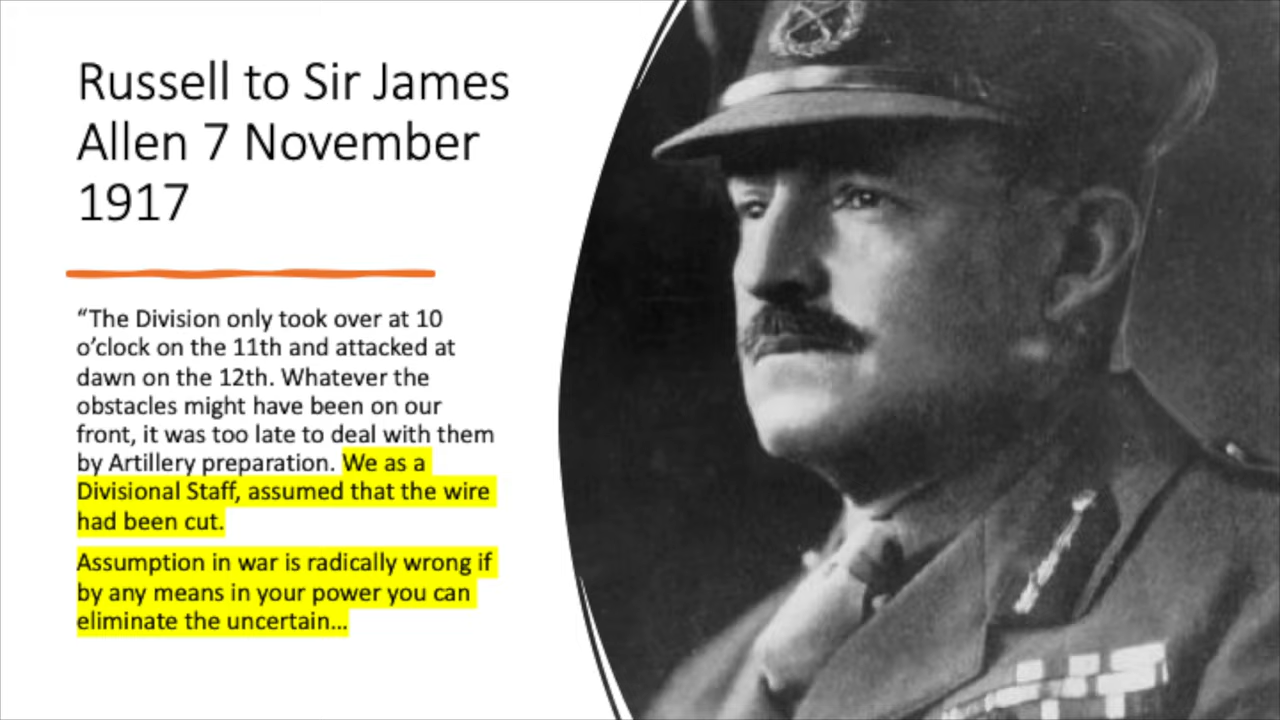 Russell to Sir James
Allen 7 November
1917
“The Division only took over at 10
o’clock on the 11th and attacked at
dawn on the 12th. Whatever the
obstacles might have been on our
front, it was too late to deal with them
by Artillery preparation. We as a
Divisional Staff, assumed that the wire
had been cut.
Assumption in war is radically wrong if
by any means in your power you can
eliminate the uncertain…